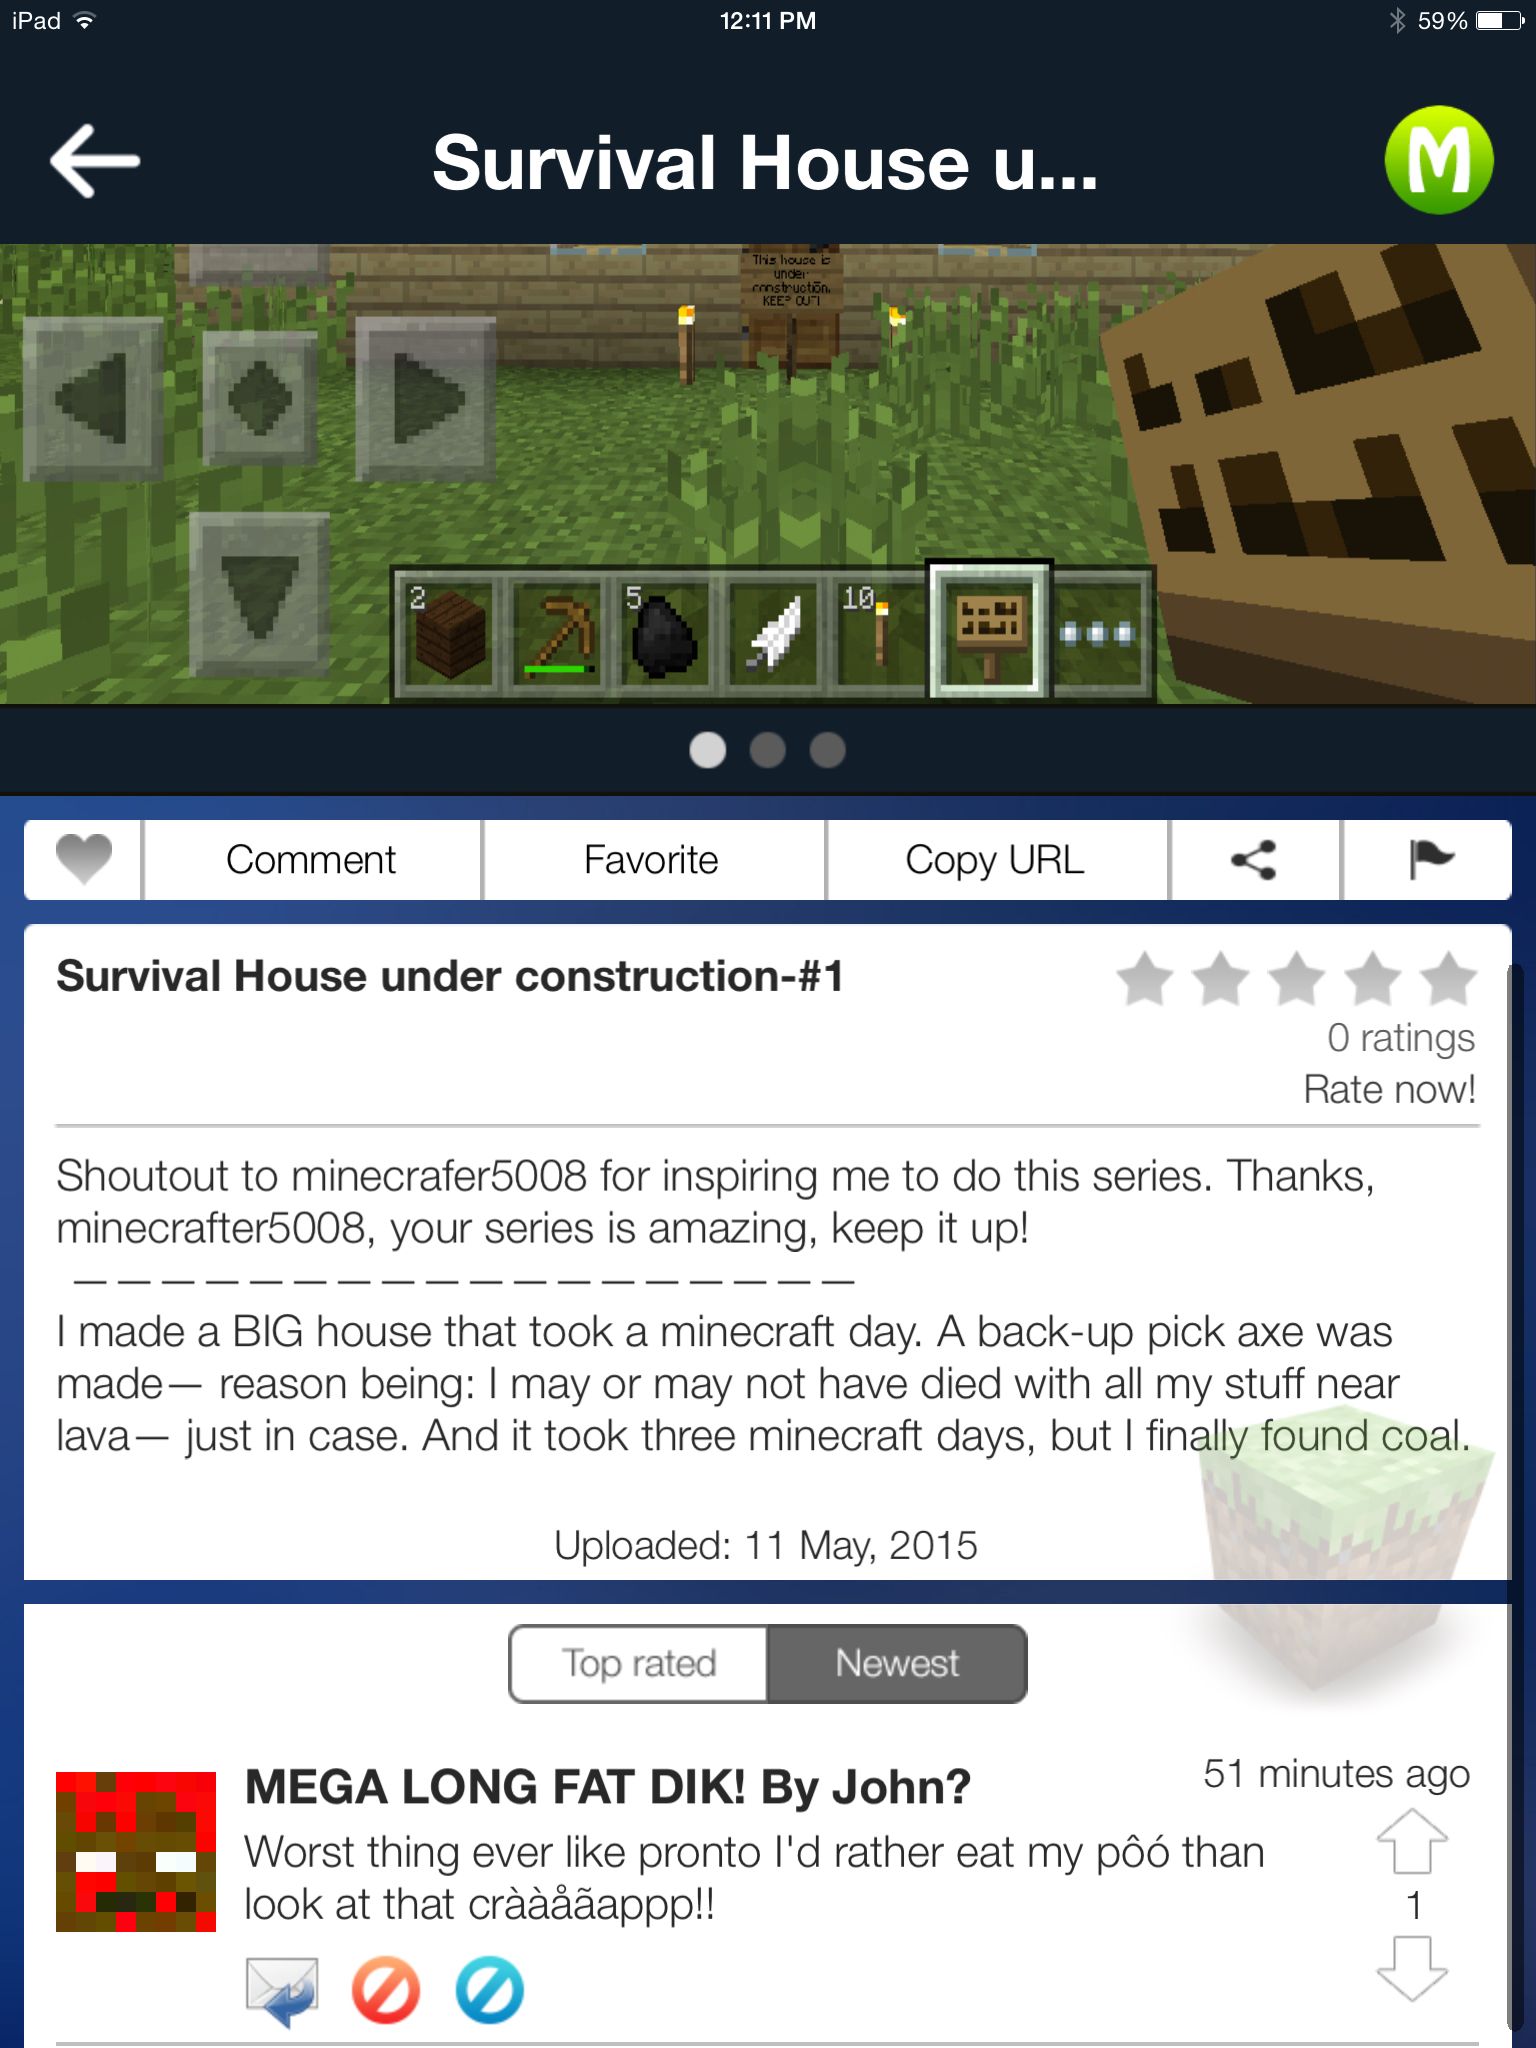 iPad 12:11 PM 59%
Survival House u...
M
This house is
under
construction.
KEEP OUT!
2 5 10
Comment Favorite Copy URL
Survival House under construction-#1
0 ratings
Rate now!
Shoutout to minecrafer5008 for inspiring me to do this series. Thanks,
minecrafter5008, your series is amazing, keep it up!
— — — — — — — — — — — — — — — — — —
I made a BIG house that took a minecraft day. A back-up pick axe was
made— reason being: I may or may not have died with all my stuff near
lava— just in case. And it took three minecraft days, but I finally found coal.
Uploaded: 11 May, 2015
Top rated Newest
MEGA LONG FAT DIK! By John?
51 minutes ago
Worst thing ever like pronto I'd rather eat my pôó than
look at that cràààåãappp!!
1